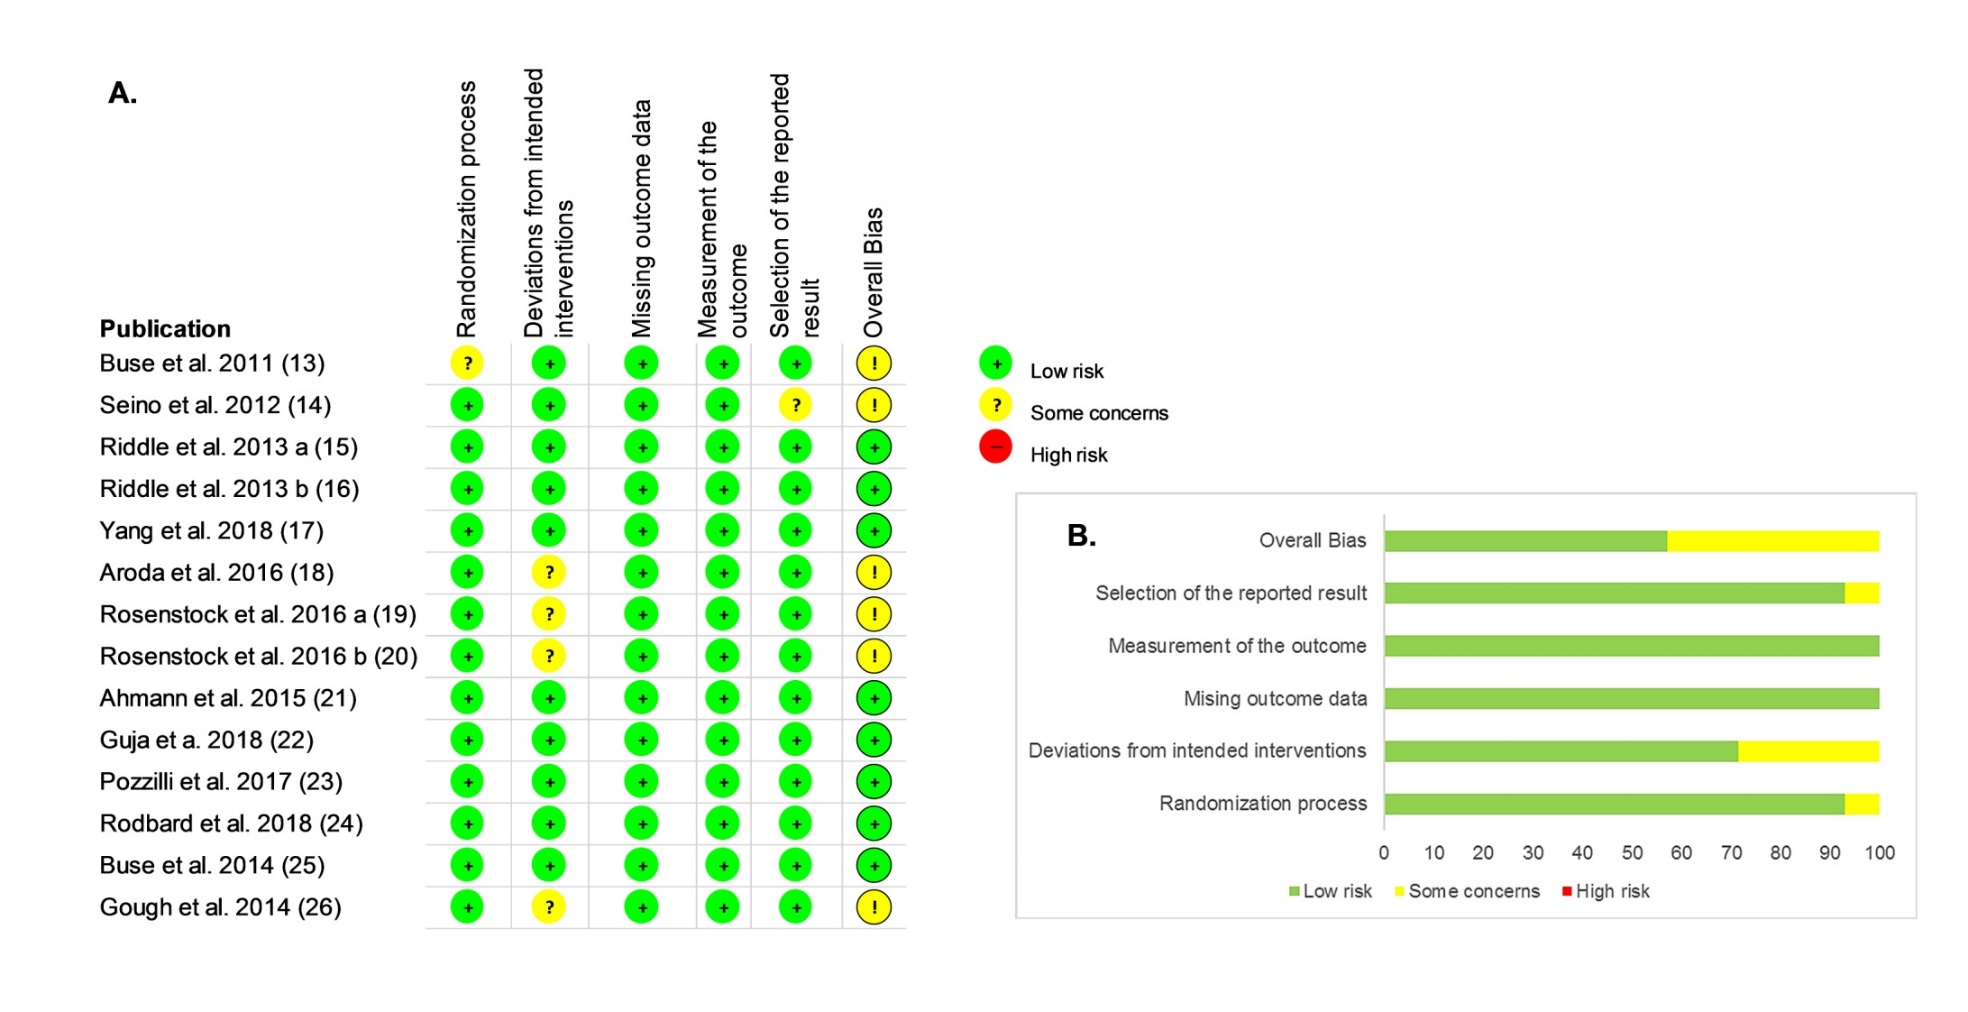 A.
Randomization process
Deviations from intended
interventions
Missing outcome data
Measurement of the
outcome
Selection of the reported
result
Overall Bias
Publication
Buse et al. 2011 (13) ? + + + + !
Seino et al. 2012 (14) + + + + ? !
Riddle et al. 2013 a (15) + + + + + +
Riddle et al. 2013 b (16) + + + + + +
Yang et al. 2018 (17) + + + + + +
Aroda et al. 2016 (18) + ? + + + !
Rosenstock et al. 2016 a (19) + ? + + + !
Rosenstock et al. 2016 b (20) + ? + + + !
Ahmann et al. 2015 (21) + + + + + +
Guja et a. 2018 (22) + + + + + +
Pozzilli et al. 2017 (23) + + + + + +
Rodbard et al. 2018 (24) + + + + + +
Buse et al. 2014 (25) + + + + + +
Gough et al. 2014 (26) + ? + + + !
+ Low risk
? Some concerns
− High risk
B.
Overall Bias
Selection of the reported result
Measurement of the outcome
Mising outcome data
Deviations from intended interventions
Randomization process
0 10 20 30 40 50 60 70 80 90 100
Low risk Some concerns High risk